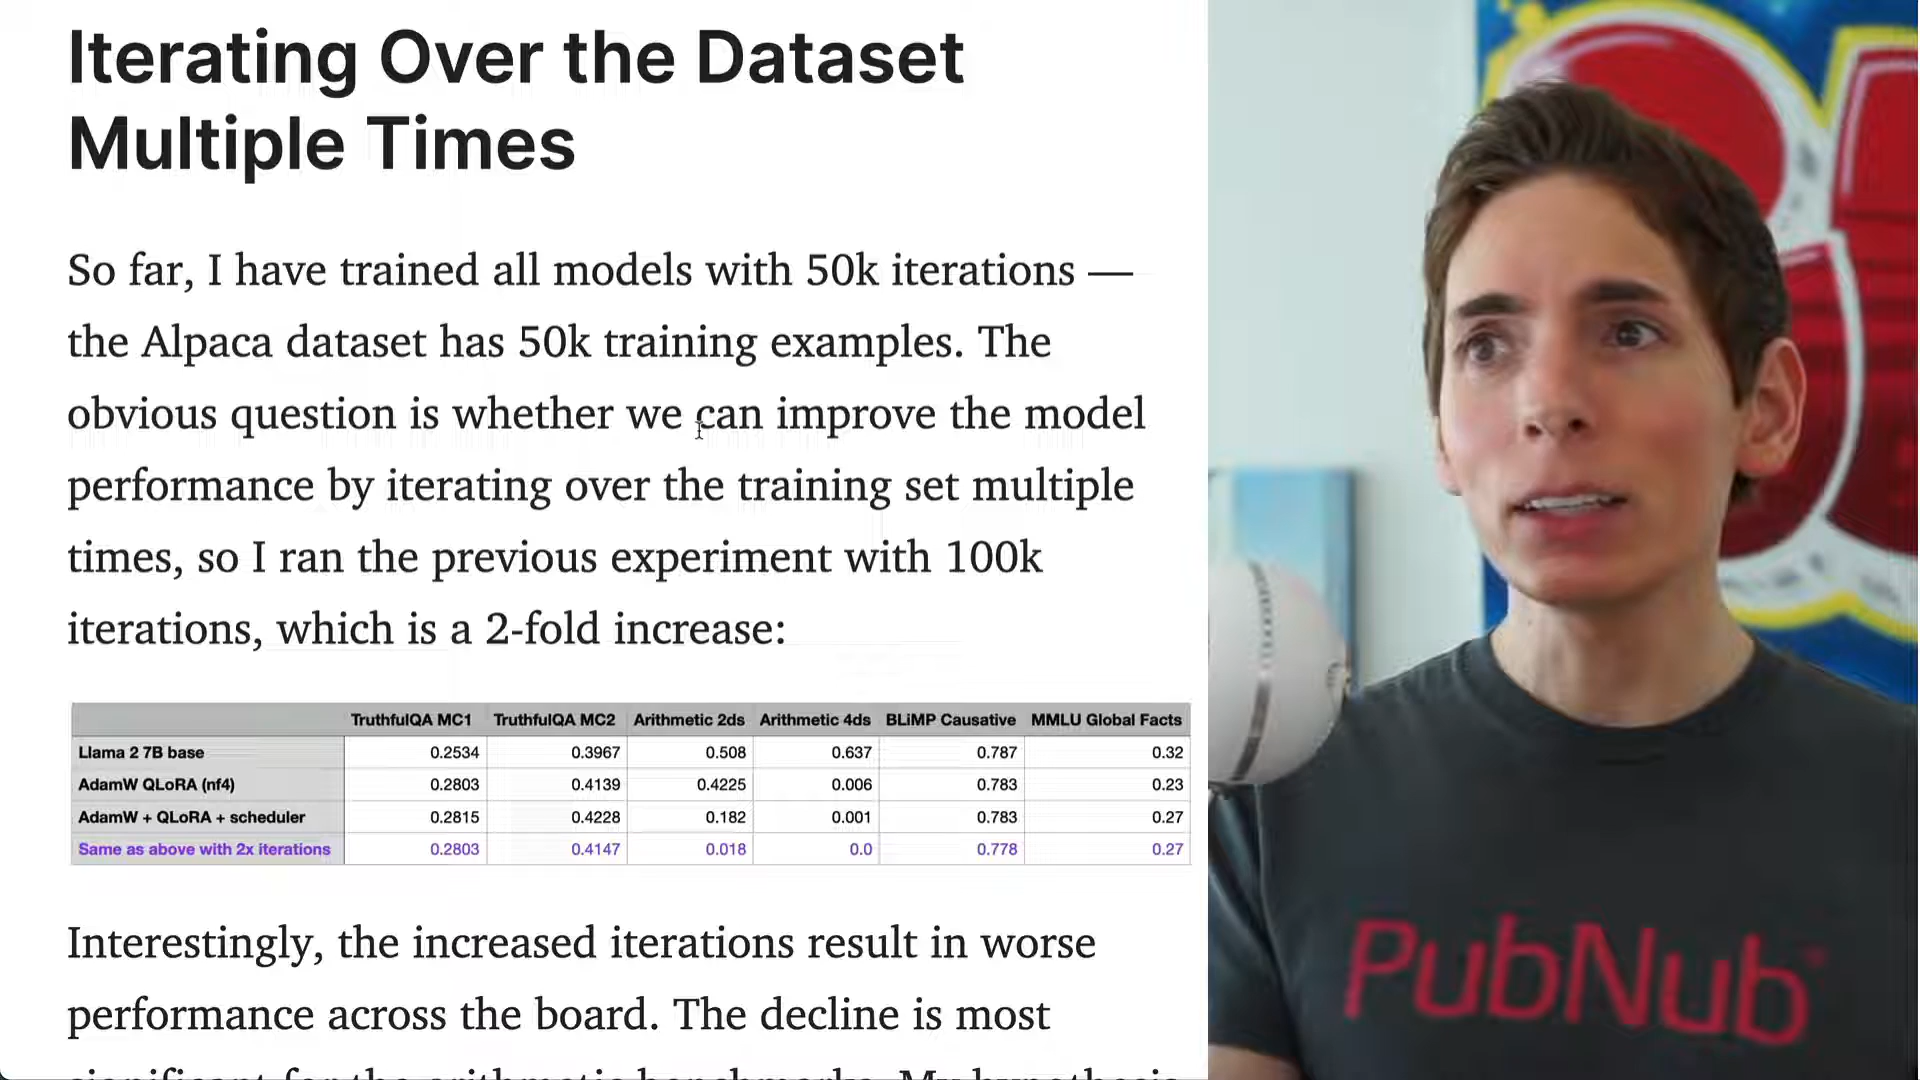 Iterating Over the Dataset
Multiple Times
So far, I have trained all models with 50k iterations —
the Alpaca dataset has 50k training examples. The
obvious question is whether we can improve the model
performance by iterating over the training set multiple
times, so I ran the previous experiment with 100k
iterations, which is a 2-fold increase:
TruthfulQA MC1 TruthfulQA MC2 Arithmetic 2ds Arithmetic 4ds BLiMP Causative MMLU Global Facts
Llama 2 7B base 0.2534 0.3967 0.508 0.637 0.787 0.32
AdamW QLoRA (nf4) 0.2803 0.4139 0.4225 0.006 0.783 0.23
AdamW + QLoRA + scheduler 0.2815 0.4228 0.182 0.001 0.783 0.27
Same as above with 2x iterations 0.2803 0.4147 0.018 0.0 0.778 0.27
Interestingly, the increased iterations result in worse
performance across the board. The decline is most
significant for the arithmetic benchmarks. My hypothesis
PubNub